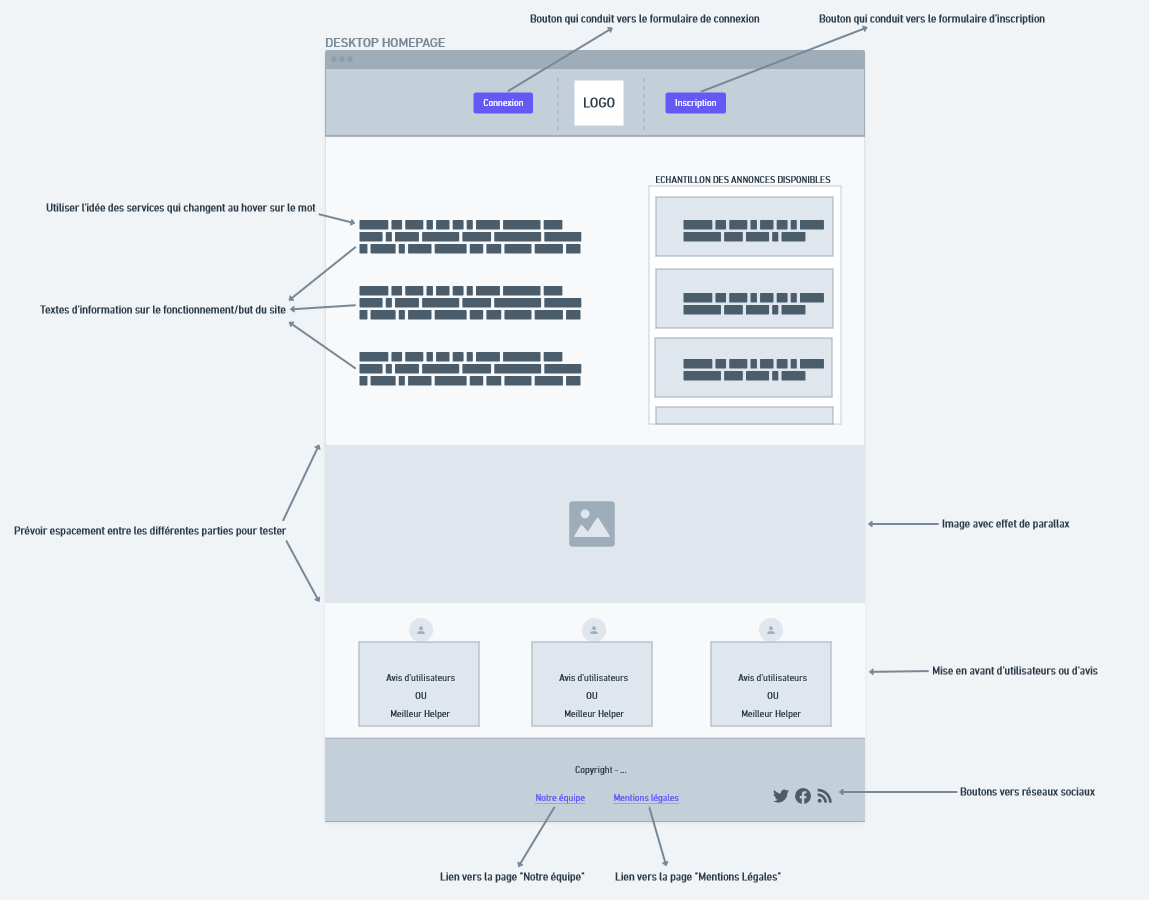 Bouton qui conduit vers le formulaire de connexion
Bouton qui conduit vers le formulaire d'inscription
DESKTOP HOMEPAGE
Connexion
LOGO
Inscription
ECHANTILLON DES ANNONCES DISPONIBLES
Utiliser l'idée des services qui changent au hover sur le mot
Textes d'information sur le fonctionnement/but du site
Prévoir espacement entre les différentes parties pour tester
Image avec effet de parallax
Avis d'utilisateurs
OU
Meilleur Helper
Avis d'utilisateurs
OU
Meilleur Helper
Avis d'utilisateurs
OU
Meilleur Helper
Mise en avant d'utilisateurs ou d'avis
Copyright - ...
Notre équipe
Mentions légales
Boutons vers réseaux sociaux
Lien vers la page "Notre équipe"
Lien vers la page "Mentions Légales"